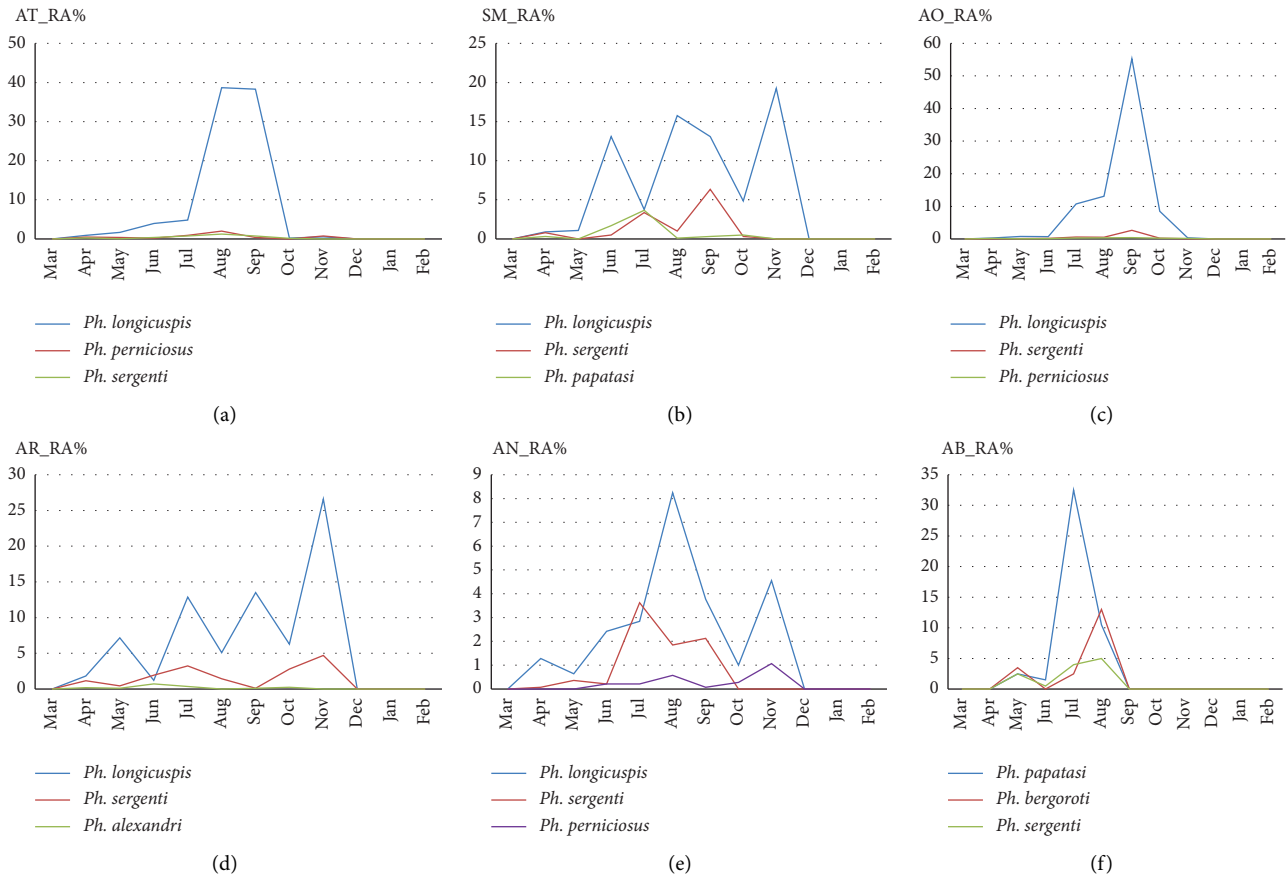 AT_RA%
50
40
30
20
10
0
Mar Apr May Jun Jul Aug Sep Oct Nov Dec Jan Feb
Ph. longicuspis
Ph. perniciosus
Ph. sergenti
(a)
SM_RA%
25
20
15
10
5
0
Mar Apr May Jun Jul Aug Sep Oct Nov Dec Jan Feb
Ph. longicuspis
Ph. sergenti
Ph. papatasi
(b)
AO_RA%
60
50
40
30
20
10
0
Mar Apr May Jun Jul Aug Sep Oct Nov Dec Jan Feb
Ph. longicuspis
Ph. sergenti
Ph. perniciosus
(c)
AR_RA%
30
25
20
15
10
5
0
Mar Apr May Jun Jul Aug Sep Oct Nov Dec Jan Feb
Ph. longicuspis
Ph. sergenti
Ph. alexandri
(d)
AN_RA%
9
8
7
6
5
4
3
2
1
0
Mar Apr May Jun Jul Aug Sep Oct Nov Dec Jan Feb
Ph. longicuspis
Ph. sergenti
Ph. perniciosus
(e)
AB_RA%
35
30
25
20
15
10
5
0
Mar Apr May Jun Jul Aug Sep Oct Nov Dec Jan Feb
Ph. papatasi
Ph. bergoroti
Ph. sergenti
(f)